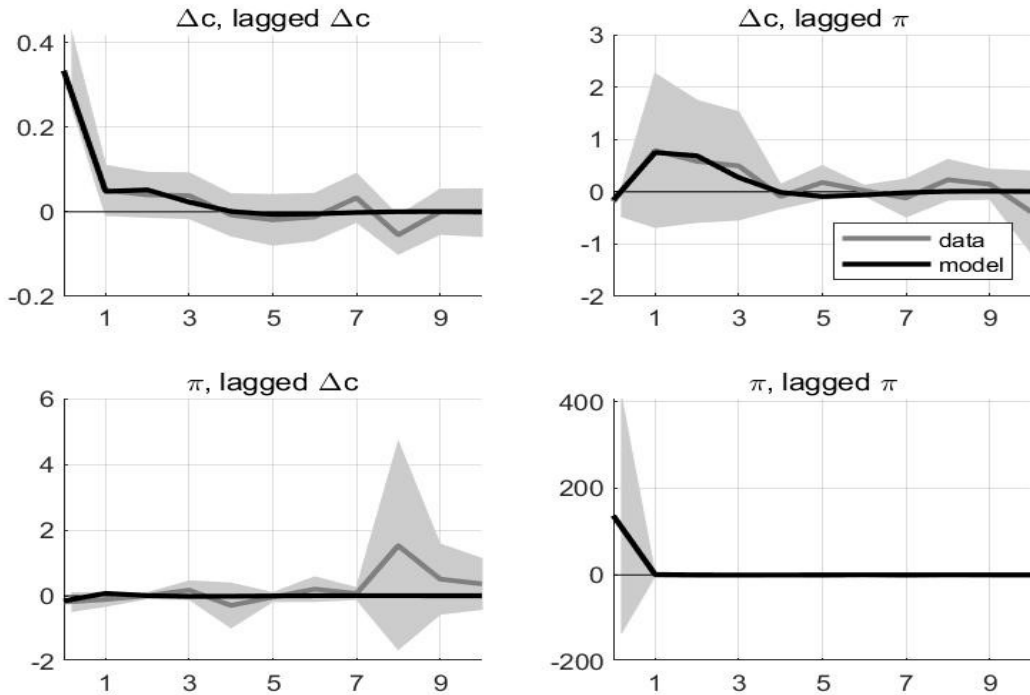 Δc, lagged Δc
0.4
0.2
0
-0.2
1 3 5 7 9
Δc, lagged π
3
2
1
0
-1
-2
data
model
1 3 5 7 9
π, lagged Δc
6
4
2
0
-2
1 3 5 7 9
π, lagged π
400
200
0
-200
1 3 5 7 9